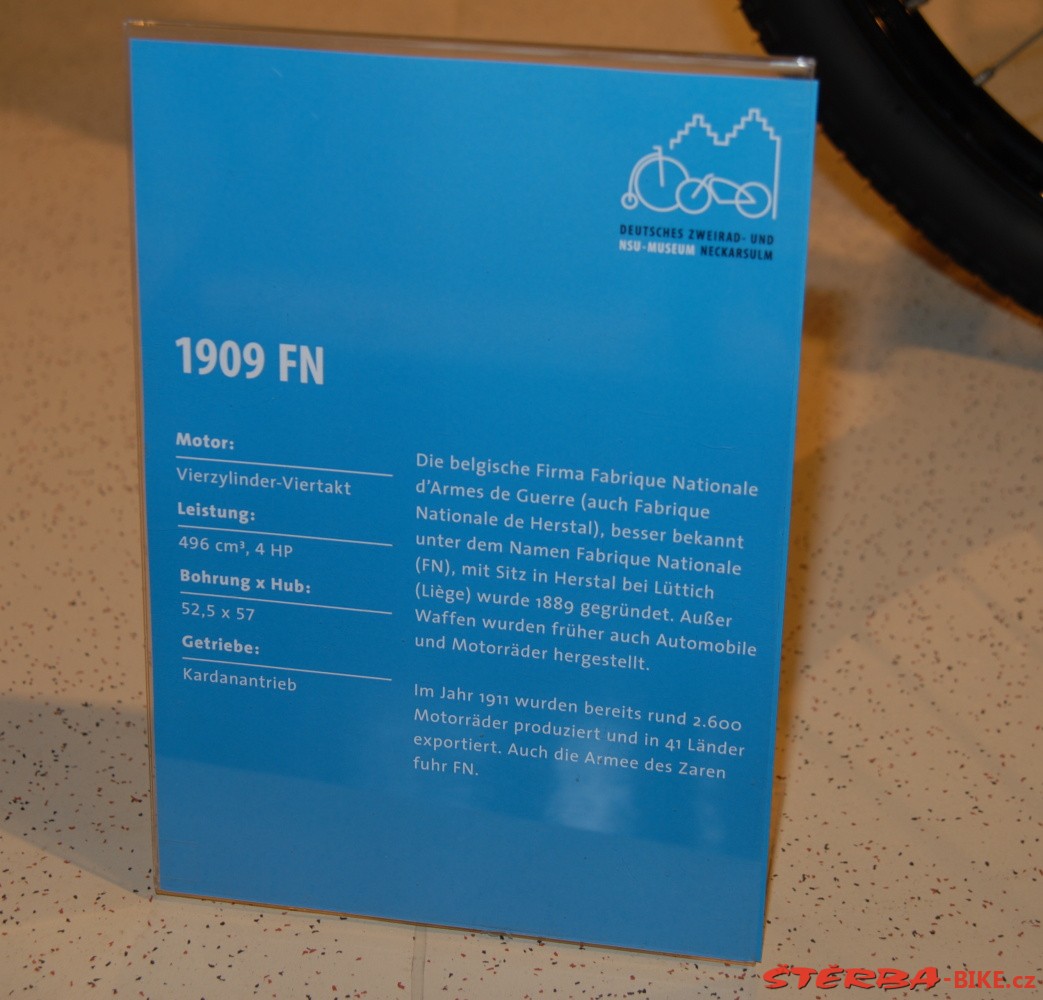 DEUTSCHES ZWEIRAD- UND
NSU-MUSEUM NECKARSULM
1909 FN
Motor:
Vierzylinder-Viertakt
Leistung:
496 cm³, 4 HP
Bohrung x Hub:
52,5 x 57
Getriebe:
Kardanantrieb
Die belgische Firma Fabrique Nationale
d'Armes de Guerre (auch Fabrique
Nationale de Herstal), besser bekannt
unter dem Namen Fabrique Nationale
(FN), mit Sitz in Herstal bei Lüttich
(Liège) wurde 1889 gegründet. Außer
Waffen wurden früher auch Automobile
und Motorräder hergestellt.
Im Jahr 1911 wurden bereits rund 2.600
Motorräder produziert und in 41 Länder
exportiert. Auch die Armee des Zaren
fuhr FN.
ŠTĚRBA-BIKE.cz